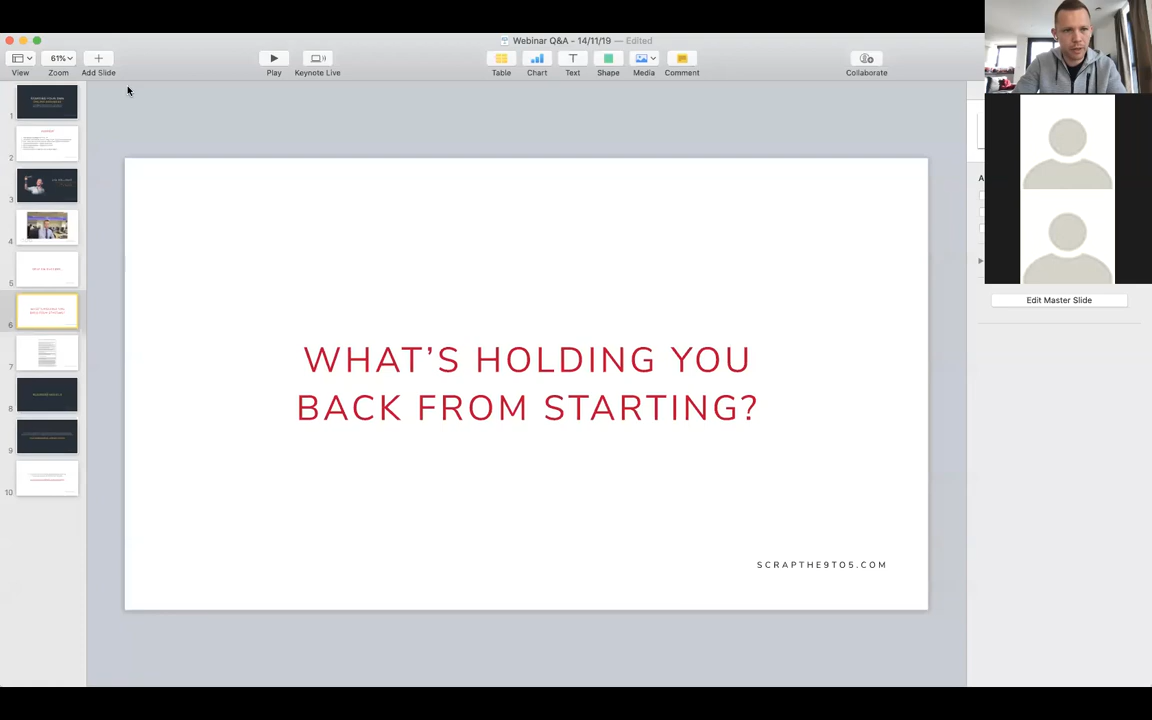 Webinar Q&A - 14/11/19 — Edited
61%
View
Zoom
Add Slide
Play
Keynote Live
Table
Chart
Text
Shape
Media
Comment
Collaborate
1
2
3
4
5
6
7
8
9
10
WHAT'S HOLDING YOU
BACK FROM STARTING?
SCRAPTHE9TO5.COM
Edit Master Slide